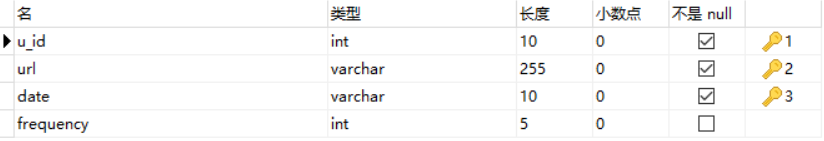 名 类型 长度 小数点 不是 null
u_id int 10 0 1
url varchar 255 0 2
date varchar 10 0 3
frequency int 5 0